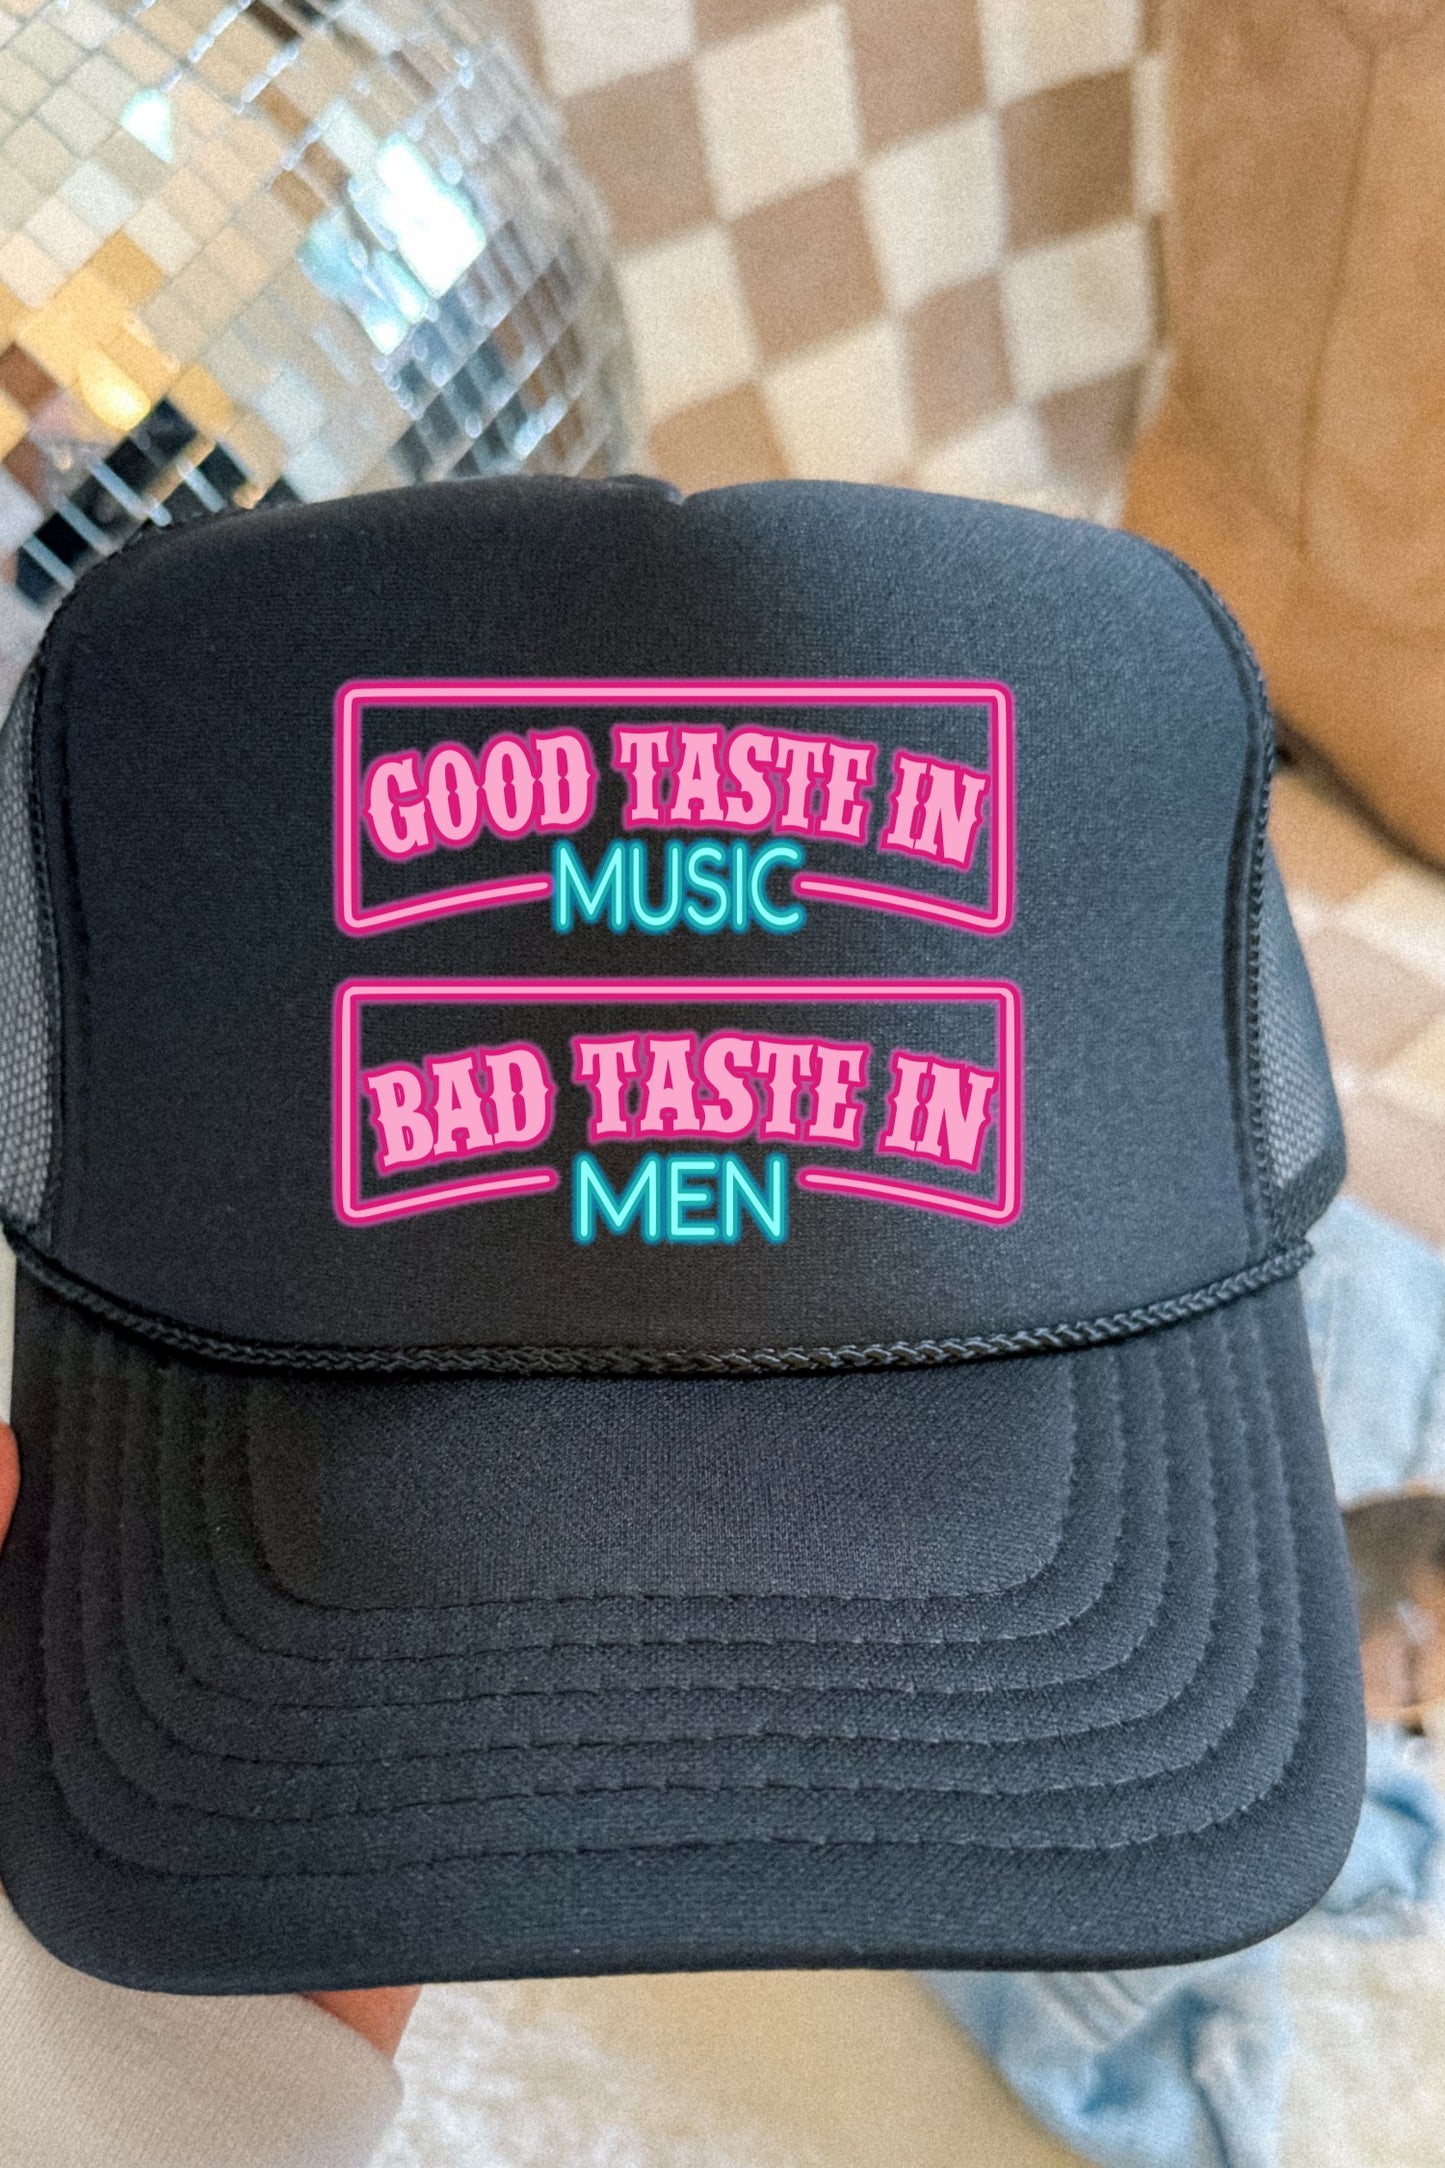 GOOD TASTE IN
MUSIC
BAD TASTE IN
MEN